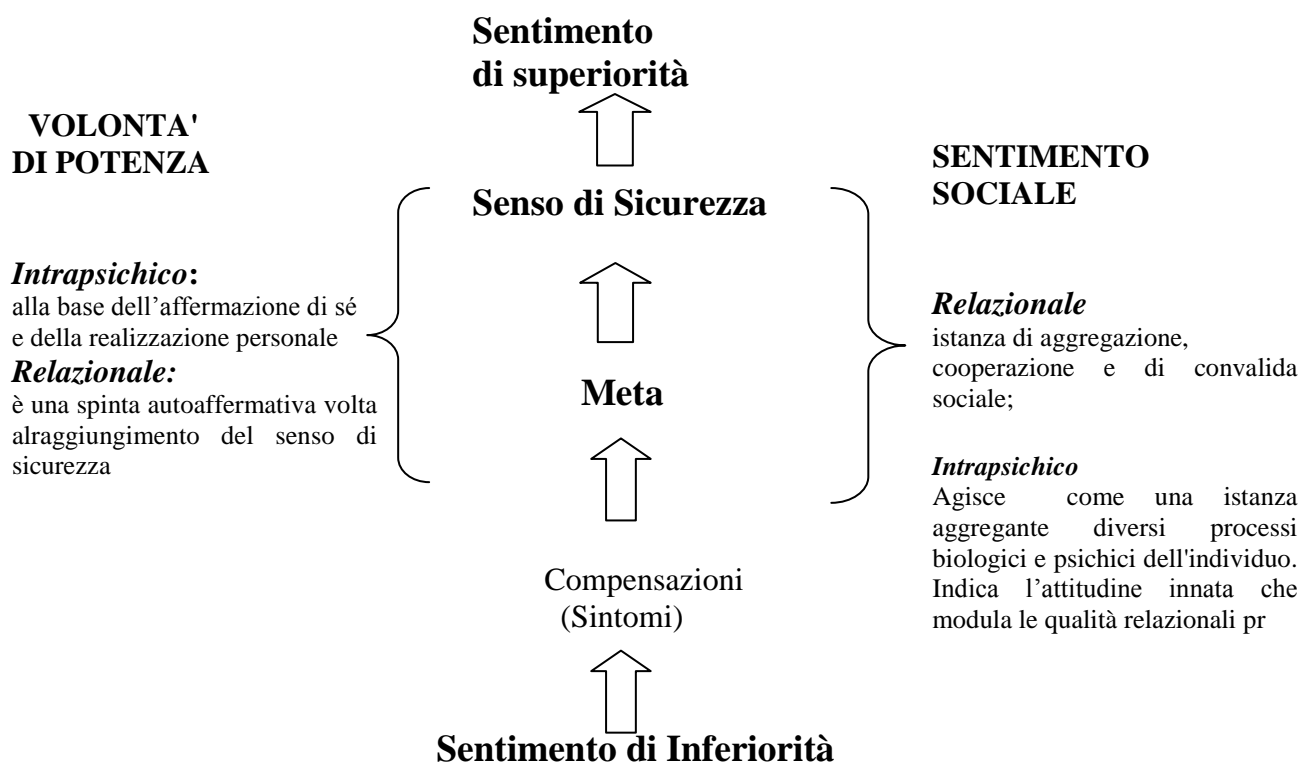 Sentimento
di superiorità
VOLONTA'
DI POTENZA
SENTIMENTO
SOCIALE
Senso di Sicurezza
Intrapsichico:
alla base dell’affermazione di sé
e della realizzazione personale
Relazionale:
è una spinta autoaffermativa volta
alraggiungimento del senso di
sicurezza
Relazionale
istanza di aggregazione,
cooperazione e di convalida
sociale;
Meta
Intrapsichico
Agisce come una istanza
aggregante diversi processi
biologici e psichici dell'individuo.
Indica l’attitudine innata che
modula le qualità relazionali pr
Compensazioni
(Sintomi)
Sentimento di Inferiorità